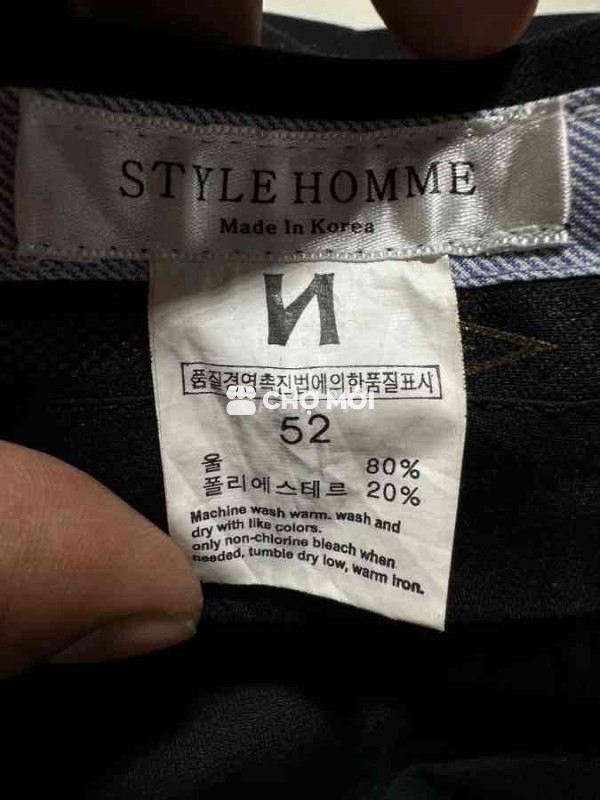 STYLE HOMME
Made In Korea
И
품질경영촉진법에의한품질표시
CHỢ MỚI
52
울 80%
폴리에스테르 20%
Machine wash warm. wash and
dry with like colors.
only non-chlorine bleach when
needed, tumble dry low, warm iron.